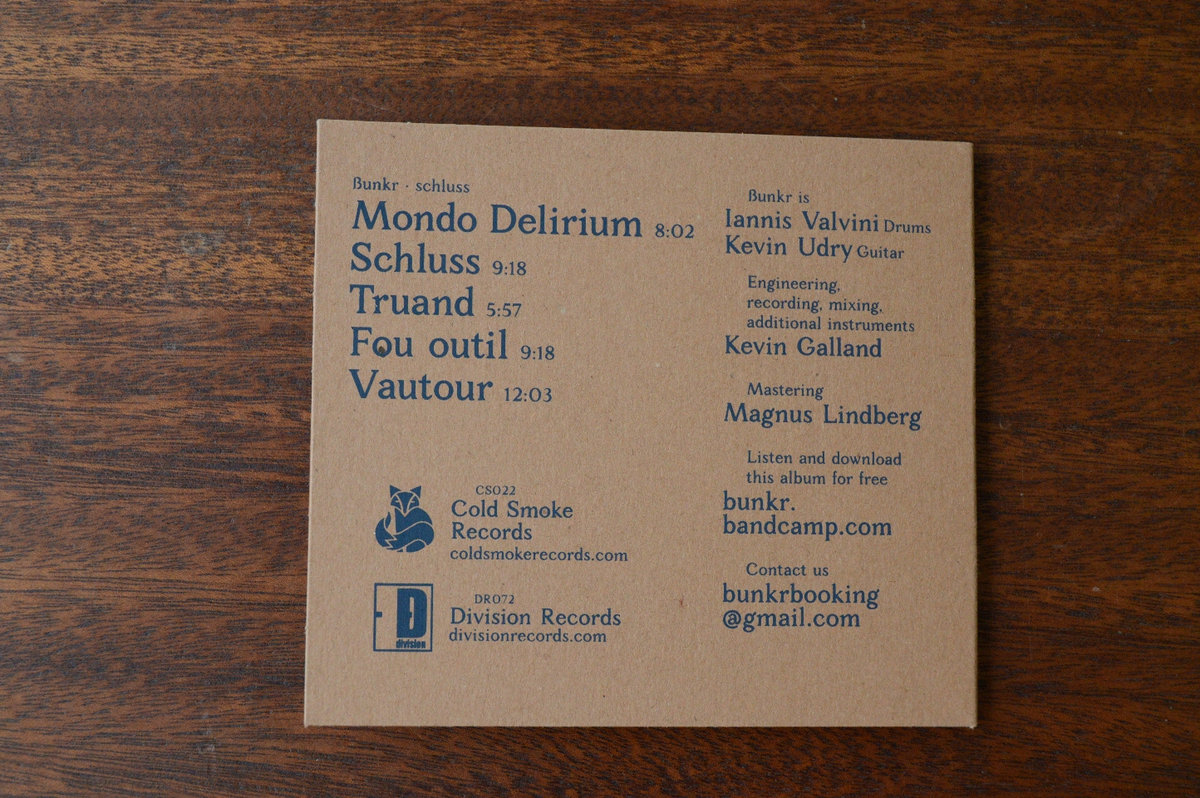 Bunkr · schluss
Mondo Delirium 8:02
Schluss 9:18
Truand 5:57
Fou outil 9:18
Vautour 12:03
CS022
Cold Smoke
Records
coldsmokerecords.com
DR072
Division Records
divisionrecords.com
D
division
Bunkr is
Iannis Valvini Drums
Kevin Udry Guitar
Engineering,
recording, mixing,
additional instruments
Kevin Galland
Mastering
Magnus Lindberg
Listen and download
this album for free
bunkr.
bandcamp.com
Contact us
bunkrbooking
@gmail.com